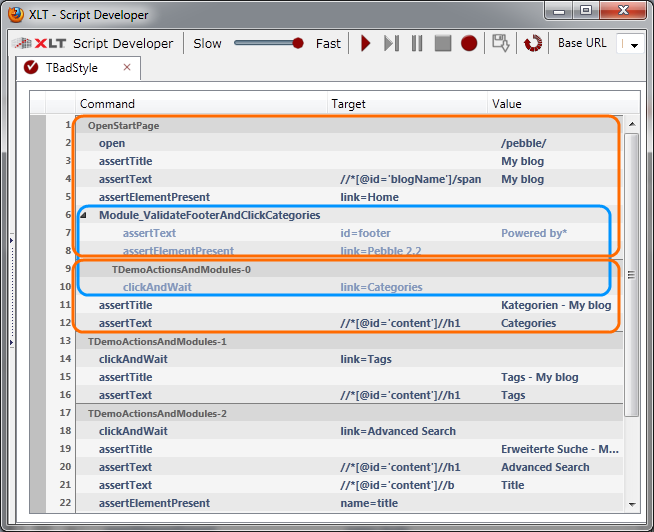 XLT - Script Developer
XLT Script Developer Slow Fast Base URL
TBadStyle
Command Target Value
1 OpenStartPage
2 open /pebble/
3 assertTitle My blog
4 assertText //*[@id='blogName']/span My blog
5 assertElementPresent link=Home
6 Module_ValidateFooterAndClickCategories
7 assertText id=footer Powered by*
8 assertElementPresent link=Pebble 2.2
9 TDemoActionsAndModules-0
10 clickAndWait link=Categories
11 assertTitle Kategorien - My blog
12 assertText //*[@id='content']//h1 Categories
13 TDemoActionsAndModules-1
14 clickAndWait link=Tags
15 assertTitle Tags - My blog
16 assertText //*[@id='content']//h1 Tags
17 TDemoActionsAndModules-2
18 clickAndWait link=Advanced Search
19 assertTitle Erweiterte Suche - M...
20 assertText //*[@id='content']//h1 Advanced Search
21 assertText //*[@id='content']//b Title
22 assertElementPresent name=title